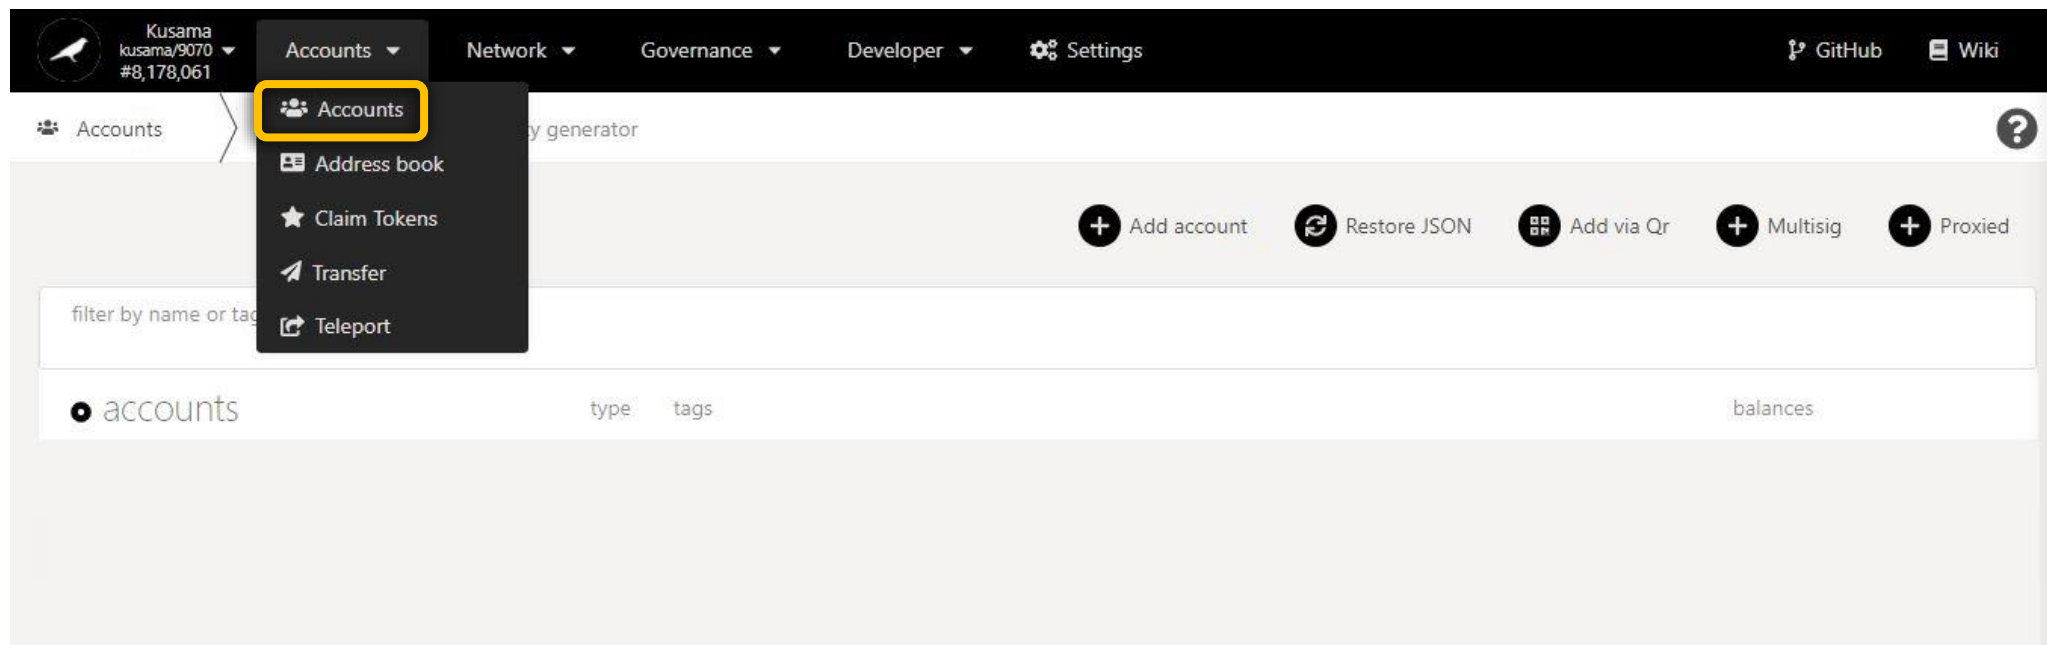 Kusama
kusama/9070
#8,178,061
Accounts
Network
Governance
Developer
Settings
GitHub
Wiki
Accounts
Accounts
generator
Address book
Claim Tokens
Transfer
Teleport
Add account
Restore JSON
Add via Qr
Multisig
Proxied
filter by name or
accounts
type
tags
balances